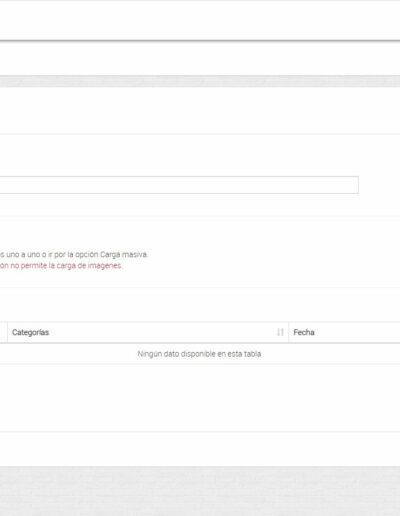 s uno a uno o ir por la opción Carga masiva.
ón no permite la carga de imagenes.
Categorías Fecha
Ningún dato disponible en esta tabla